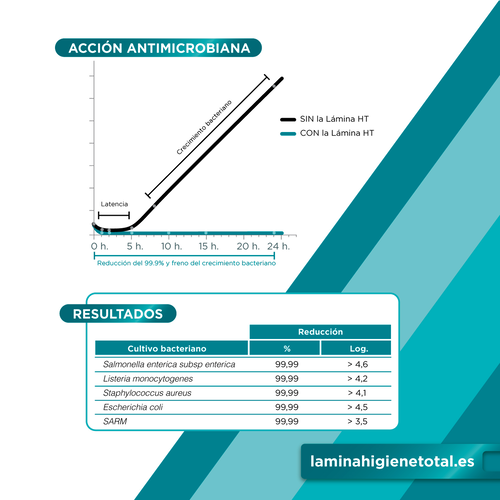 ACCIÓN ANTIMICROBIANA
Crecimiento bacteriano
SIN la Lámina HT
CON la Lámina HT
Latencia
0 h. 5 h. 10 h. 15 h. 20 h. 24 h.
Reducción del 99.9% y freno del crecimiento bacteriano
RESULTADOS
Reducción
Cultivo bacteriano % Log.
Salmonella enterica subsp enterica 99,99 > 4,6
Listeria monocytogenes 99,99 > 4,2
Staphylococcus aureus 99,99 > 4,1
Escherichia coli 99,99 > 4,5
SARM 99,99 > 3,5
laminahigienetotal.es